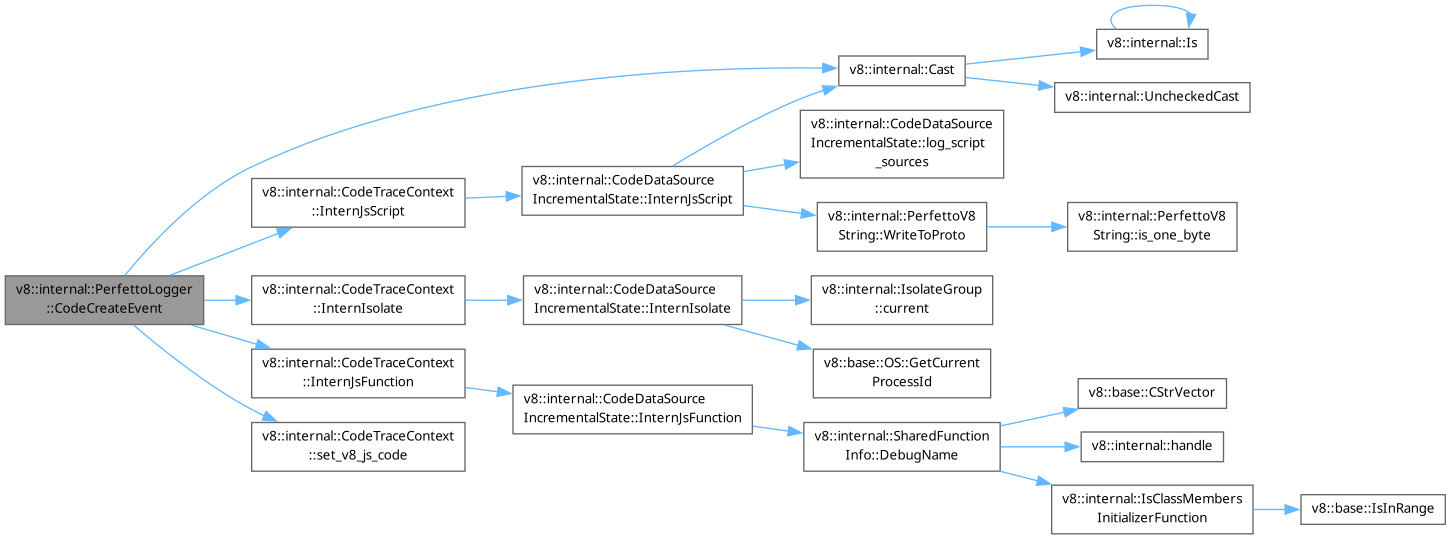 v8::internal::PerfettoLogger
::CodeCreateEvent
v8::internal::CodeTraceContext
::InternJsScript
v8::internal::CodeTraceContext
::InternIsolate
v8::internal::CodeTraceContext
::InternJsFunction
v8::internal::CodeTraceContext
::set_v8_js_code
v8::internal::CodeDataSource
IncrementalState::InternJsScript
v8::internal::CodeDataSource
IncrementalState::InternIsolate
v8::internal::CodeDataSource
IncrementalState::InternJsFunction
v8::internal::Cast
v8::internal::CodeDataSource
IncrementalState::log_script
_sources
v8::internal::PerfettoV8
String::WriteToProto
v8::internal::IsolateGroup
::current
v8::base::OS::GetCurrent
ProcessId
v8::internal::SharedFunction
Info::DebugName
v8::internal::Is
v8::internal::UncheckedCast
v8::internal::PerfettoV8
String::is_one_byte
v8::base::CStrVector
v8::internal::handle
v8::internal::IsClassMembers
InitializerFunction
v8::base::IsInRange